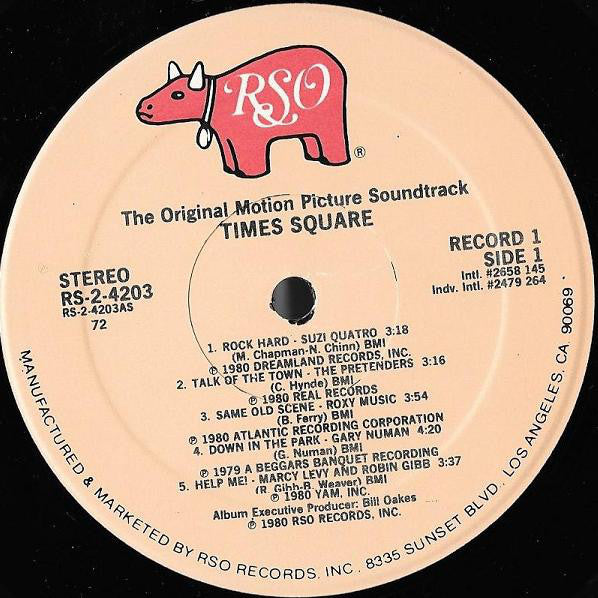 RSO
®
The Original Motion Picture Soundtrack
TIMES SQUARE
STEREO
RS-2-4203
RS-2-4203AS
72
RECORD 1
SIDE 1
Intl. #2658 145
Indv. Intl. #2479 264
1. ROCK HARD - SUZI QUATRO 3:18
(M. Chapman-N. Chinn) BMI
℗ 1980 DREAMLAND RECORDS, INC.
2. TALK OF THE TOWN - THE PRETENDERS 3:16
(C. Hynde) BMI
℗ 1980 REAL RECORDS
3. SAME OLD SCENE - ROXY MUSIC 3:54
(B. Ferry) BMI
℗ 1980 ATLANTIC RECORDING CORPORATION
4. DOWN IN THE PARK - GARY NUMAN 4:20
(G. Numan) BMI
℗ 1979 A BEGGARS BANQUET RECORDING
5. HELP ME! - MARCY LEVY AND ROBIN GIBB 3:37
(R. Gibb-B. Weaver) BMI
℗ 1980 YAM, INC.
Album Executive Producer: Bill Oakes
℗ 1980 RSO RECORDS, INC.
MANUFACTURED & MARKETED BY RSO RECORDS, INC. 8335 SUNSET BLVD., LOS ANGELES, CA. 90069 •